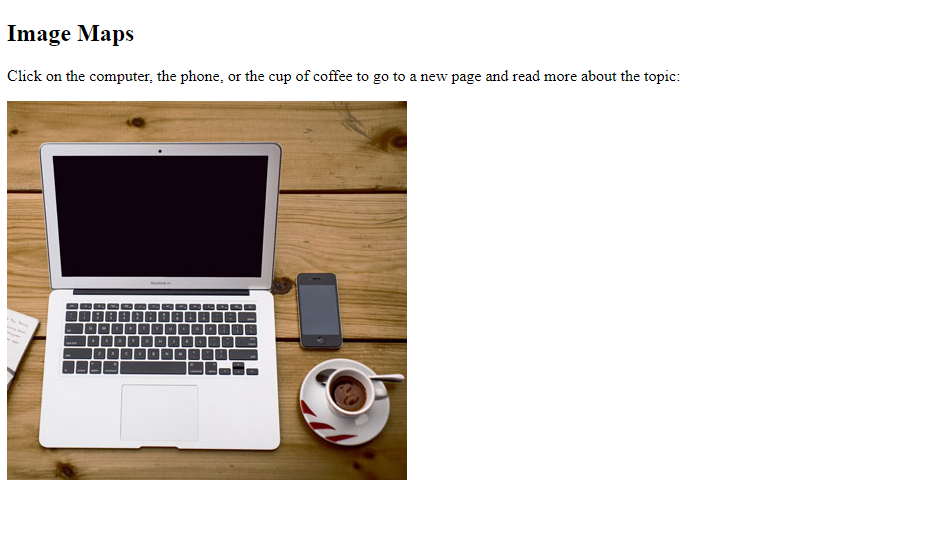 Image Maps
Click on the computer, the phone, or the cup of coffee to go to a new page and read more about the topic: